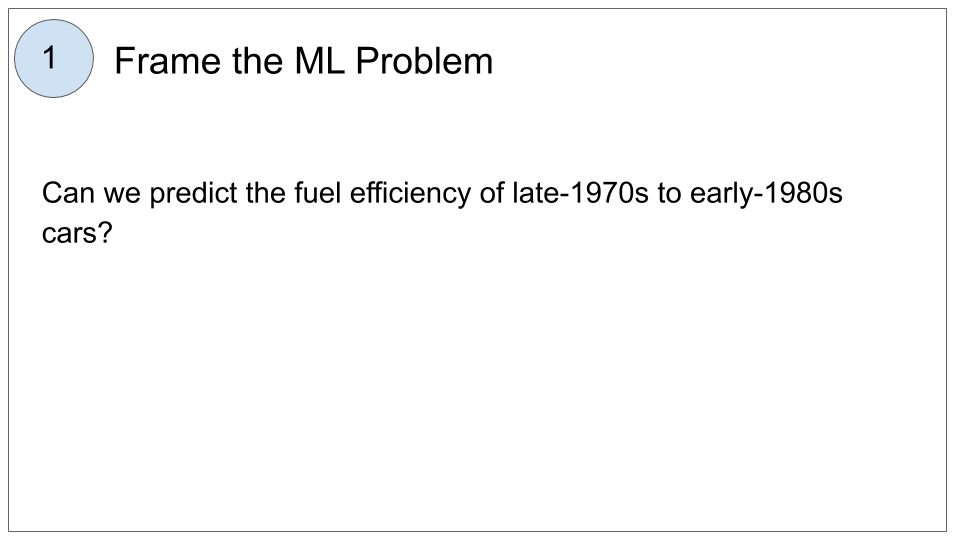 1
Frame the ML Problem
Can we predict the fuel efficiency of late-1970s to early-1980s
cars?